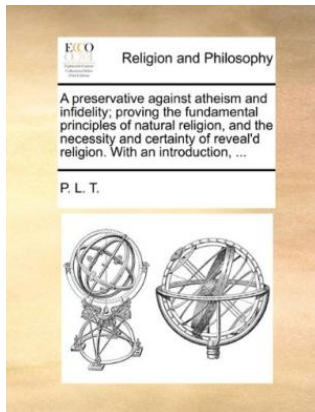 ECCO
Religion and Philosophy
A preservative against atheism and
infidelity; proving the fundamental
principles of natural religion, and the
necessity and certainty of reveal'd
religion. With an introduction, ...
P. L. T.